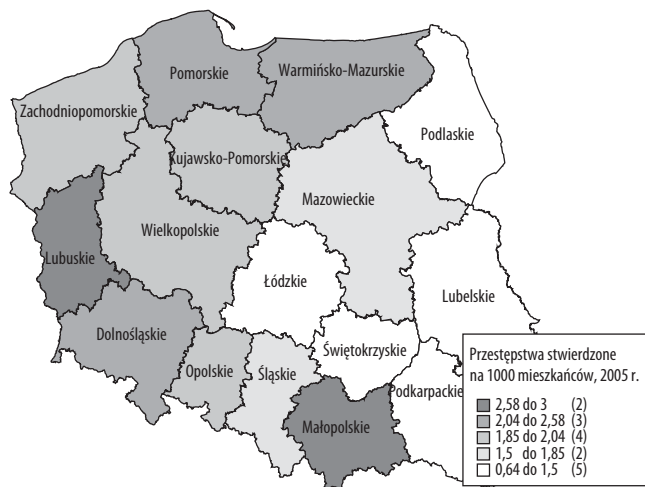 Pomorskie
Warmińsko-Mazurskie
Zachodniopomorskie
Podlaskie
Kujawsko-Pomorskie
Mazowieckie
Wielkopolskie
Lubuskie
Łódzkie
Lubelskie
Dolnośląskie
Świętokrzyskie
Opolskie
Śląskie
Podkarpackie
Małopolskie
Przestępstwa stwierdzone
na 1000 mieszkańców, 2005 r.
2,58 do 3 (2)
2,04 do 2,58 (3)
1,85 do 2,04 (4)
1,5 do 1,85 (2)
0,64 do 1,5 (5)